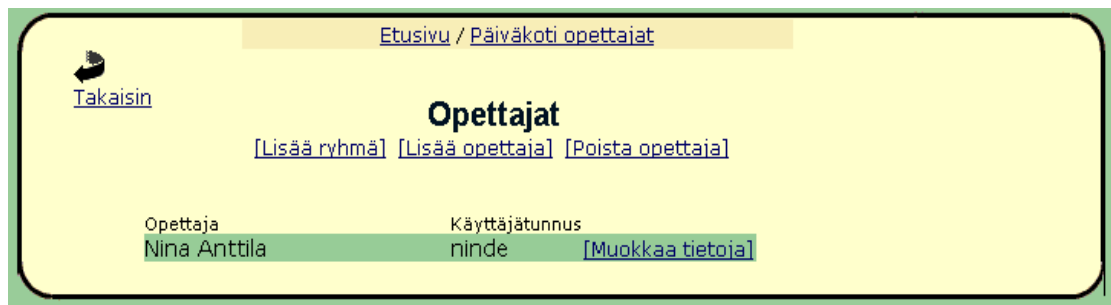 Etusivu / Päiväkoti opettajat
Takaisin
Opettajat
[Lisää ryhmä] [Lisää opettaja] [Poista opettaja]
Opettaja Käyttäjätunnus
Nina Anttila ninde [Muokkaa tietoja]